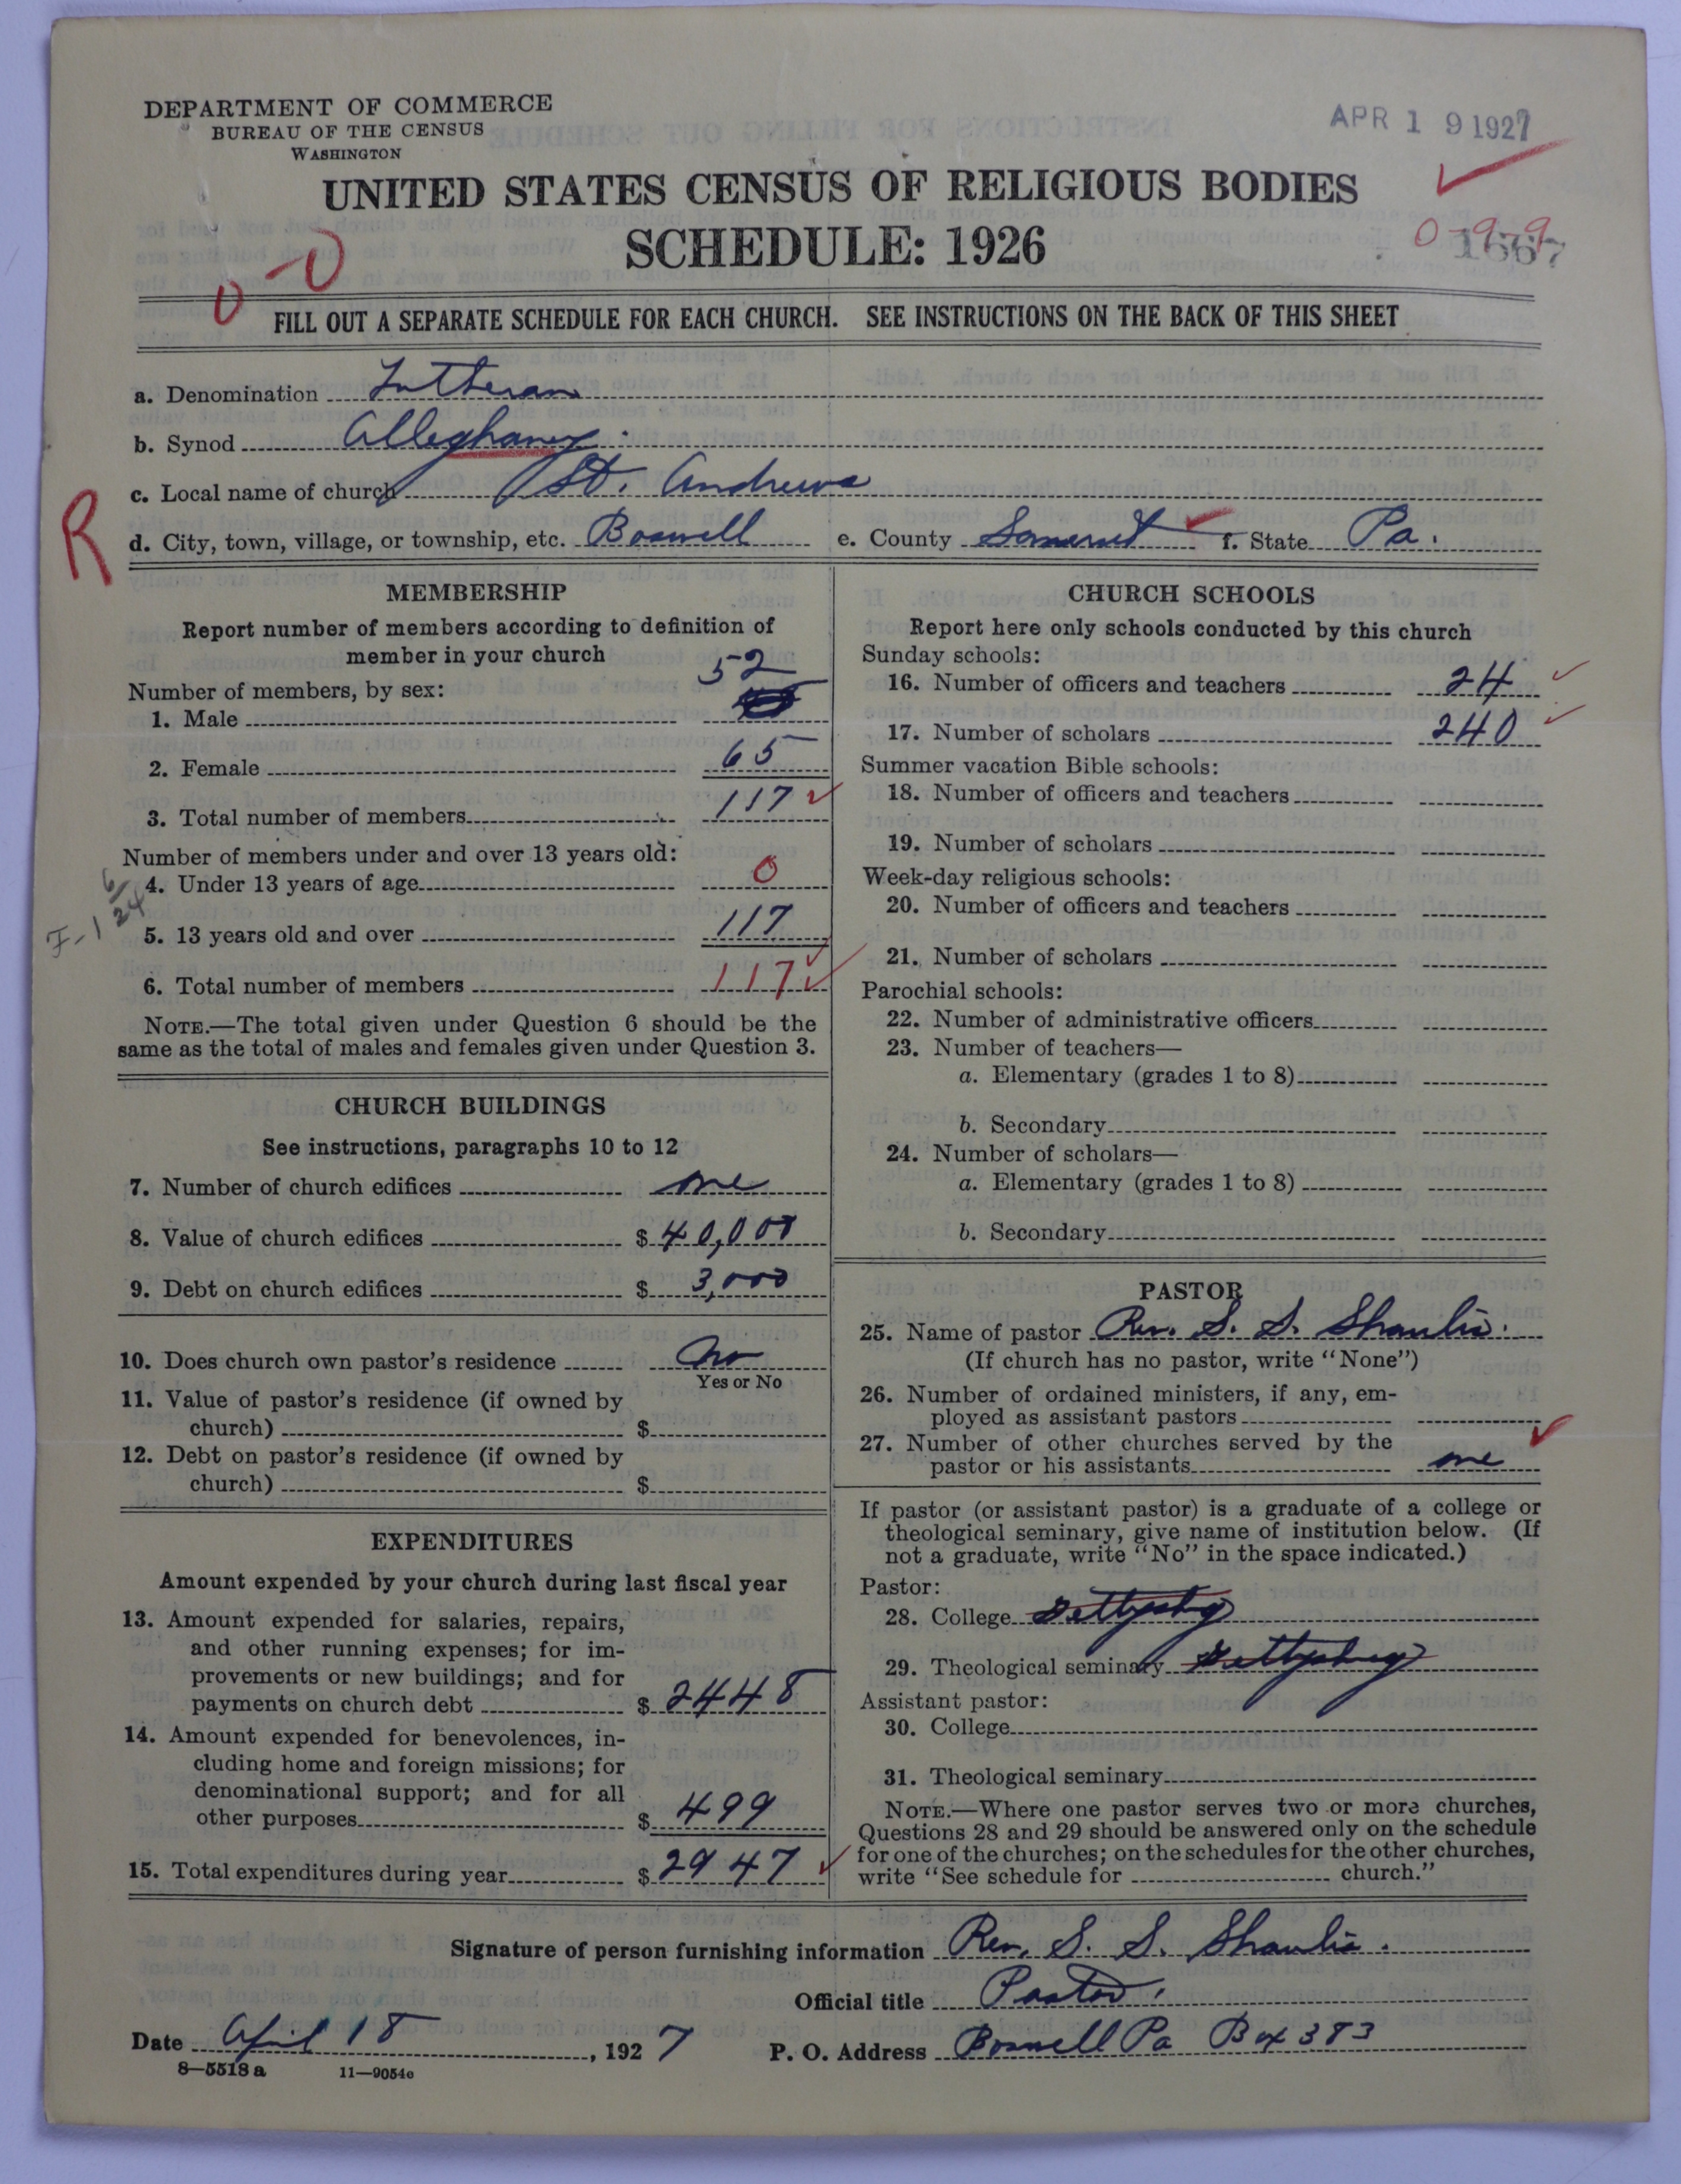 DEPARTMENT OF COMMERCE
BUREAU OF THE CENSUS
WASHINGTON
APR 19 1927
UNITED STATES CENSUS OF RELIGIOUS BODIES
SCHEDULE: 1926
0-9-9
1667
0-0
FILL OUT A SEPARATE SCHEDULE FOR EACH CHURCH. SEE INSTRUCTIONS ON THE BACK OF THIS SHEET
a. Denomination Lutheran
b. Synod Alleghany
c. Local name of church St. Andrews
R
d. City, town, village, or township, etc. Boswell e. County Somerset f. State Pa.
MEMBERSHIP
Report number of members according to definition of
member in your church
Number of members, by sex:
1. Male 52
2. Female 65
3. Total number of members 117
Number of members under and over 13 years old:
4. Under 13 years of age 0
5. 13 years old and over 117
6. Total number of members 117
NOTE.—The total given under Question 6 should be the
same as the total of males and females given under Question 3.
CHURCH BUILDINGS
See instructions, paragraphs 10 to 12
7. Number of church edifices one
8. Value of church edifices $ 40,000
9. Debt on church edifices $ 3,000
10. Does church own pastor's residence no
Yes or No
11. Value of pastor's residence (if owned by
church) $
12. Debt on pastor's residence (if owned by
church) $
EXPENDITURES
Amount expended by your church during last fiscal year
13. Amount expended for salaries, repairs,
and other running expenses; for im-
provements or new buildings; and for
payments on church debt $ 2448
14. Amount expended for benevolences, in-
cluding home and foreign missions; for
denominational support; and for all
other purposes $ 499
15. Total expenditures during year $ 2947
CHURCH SCHOOLS
Report here only schools conducted by this church
Sunday schools:
16. Number of officers and teachers 24
17. Number of scholars 240
Summer vacation Bible schools:
18. Number of officers and teachers
19. Number of scholars
Week-day religious schools:
20. Number of officers and teachers
21. Number of scholars
Parochial schools:
22. Number of administrative officers
23. Number of teachers—
a. Elementary (grades 1 to 8)
b. Secondary
24. Number of scholars—
a. Elementary (grades 1 to 8)
b. Secondary
PASTOR
25. Name of pastor Rev. S. S. Shaulis.
(If church has no pastor, write "None")
26. Number of ordained ministers, if any, em-
ployed as assistant pastors
27. Number of other churches served by the
pastor or his assistants one
If pastor (or assistant pastor) is a graduate of a college or
theological seminary, give name of institution below. (If
not a graduate, write "No" in the space indicated.)
Pastor:
28. College Gettysbg
29. Theological seminary Gettysburg
Assistant pastor:
30. College
31. Theological seminary
NOTE.—Where one pastor serves two or more churches,
Questions 28 and 29 should be answered only on the schedule
for one of the churches; on the schedules for the other churches,
write "See schedule for church."
Signature of person furnishing information Rev. S. S. Shaulis.
Official title Pastor.
Date April 18, 1927 P. O. Address Boswell Pa Bx 383
8—5518 a 11—9054c